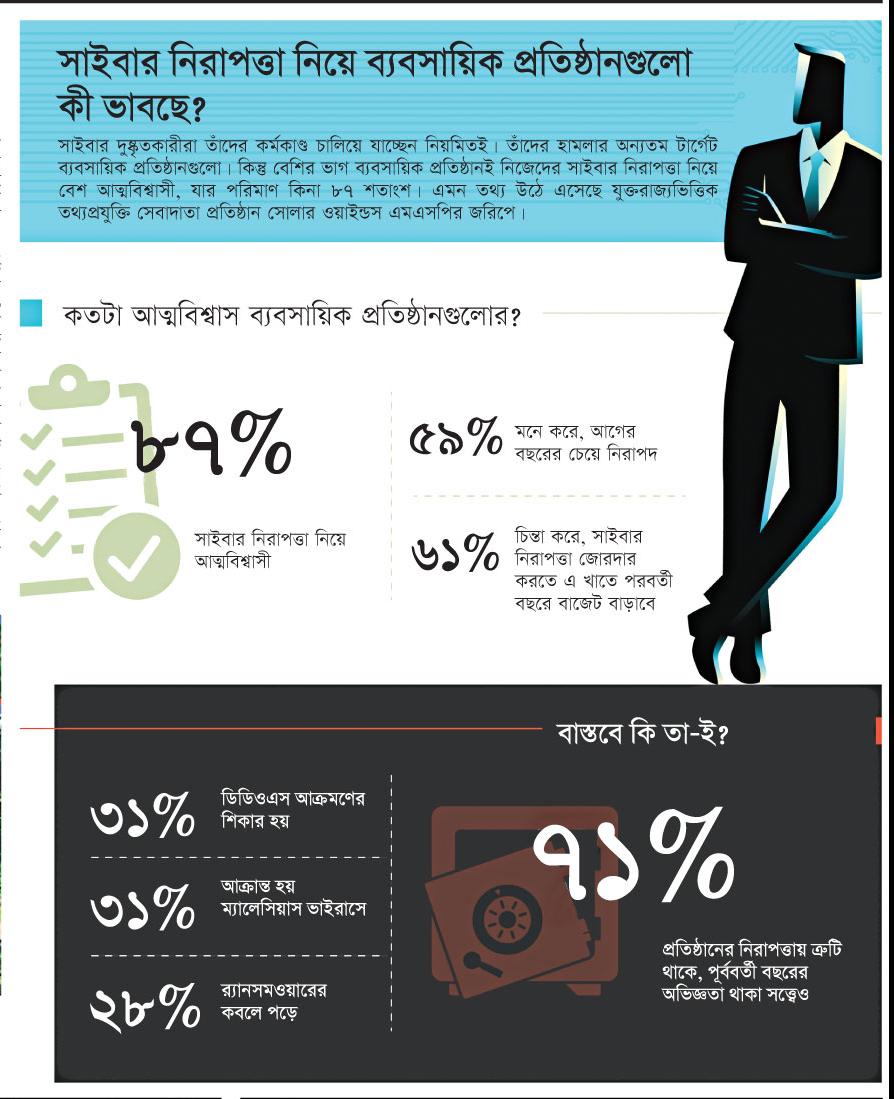 সাইবার নিরাপত্তা নিয়ে ব্যবসায়িক প্রতিষ্ঠানগুলো
কী ভাবছে?
সাইবার দুষ্কৃতকারীরা তাঁদের কর্মকাণ্ড চালিয়ে যাচ্ছেন নিয়মিতই। তাঁদের হামলার অন্যতম টার্গেট
ব্যবসায়িক প্রতিষ্ঠানগুলো। কিন্তু বেশির ভাগ ব্যবসায়িক প্রতিষ্ঠানই নিজেদের সাইবার নিরাপত্তা নিয়ে
বেশ আত্মবিশ্বাসী, যার পরিমাণ কিনা ৮৭ শতাংশ। এমন তথ্য উঠে এসেছে যুক্তরাজ্যভিত্তিক
তথ্যপ্রযুক্তি সেবাদাতা প্রতিষ্ঠান সোলার ওয়াইন্ডস এমএসপির জরিপে।
কতটা আত্মবিশ্বাস ব্যবসায়িক প্রতিষ্ঠানগুলোর?
৮৭%
সাইবার নিরাপত্তা নিয়ে
আত্মবিশ্বাসী
৫৯%
মনে করে, আগের
বছরের চেয়ে নিরাপদ
৬১%
চিন্তা করে, সাইবার
নিরাপত্তা জোরদার
করতে এ খাতে পরবর্তী
বছরে বাজেট বাড়াবে
বাস্তবে কি তা-ই?
৩১%
ডিডিওএস আক্রমণের
শিকার হয়
৩১%
আক্রান্ত হয়
ম্যালেসিয়াস ভাইরাসে
২৮%
র‍্যানসমওয়ারের
কবলে পড়ে
৭১%
প্রতিষ্ঠানের নিরাপত্তায় ত্রুটি
থাকে, পূর্ববর্তী বছরের
অভিজ্ঞতা থাকা সত্ত্বেও